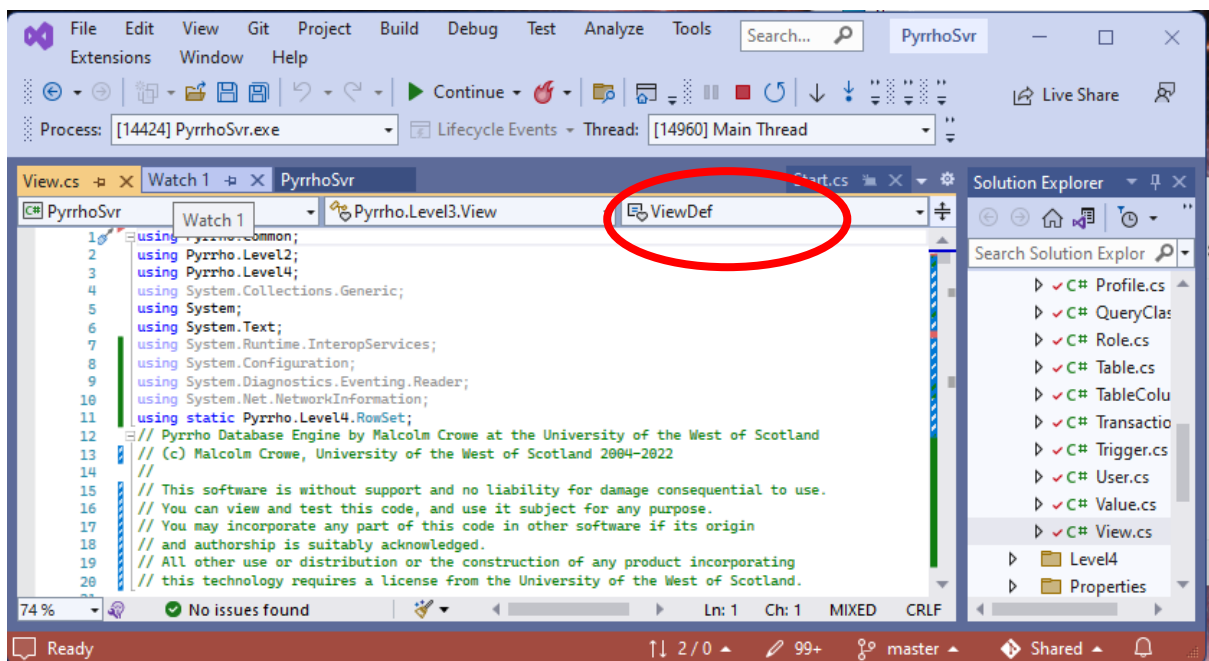 File Edit View Git Project Build Debug Test Analyze Tools Search... PyrrhoSvr
Extensions Window Help
Continue Live Share
Process: [14424] PyrrhoSvr.exe Lifecycle Events Thread: [14960] Main Thread
View.cs Watch 1 PyrrhoSvr Start.cs Solution Explorer
PyrrhoSvr Pyrrho.Level3.View ViewDef
Watch 1
Search Solution Explor
1 using Pyrrho.Common;
2 using Pyrrho.Level2;
3 using Pyrrho.Level4;
4 using System.Collections.Generic;
5 using System;
6 using System.Text;
7 using System.Runtime.InteropServices;
8 using System.Configuration;
9 using System.Diagnostics.Eventing.Reader;
10 using System.Net.NetworkInformation;
11 using static Pyrrho.Level4.RowSet;
12 // Pyrrho Database Engine by Malcolm Crowe at the University of the West of Scotland
13 // (c) Malcolm Crowe, University of the West of Scotland 2004-2022
14 //
15 // This software is without support and no liability for damage consequential to use.
16 // You can view and test this code, and use it subject for any purpose.
17 // You may incorporate any part of this code in other software if its origin
18 // and authorship is suitably acknowledged.
19 // All other use or distribution or the construction of any product incorporating
20 // this technology requires a license from the University of the West of Scotland.
C# Profile.cs
C# QueryClas
C# Role.cs
C# Table.cs
C# TableColu
C# Transactio
C# Trigger.cs
C# User.cs
C# Value.cs
C# View.cs
Level4
Properties
74 % No issues found Ln: 1 Ch: 1 MIXED CRLF
Ready 2 / 0 99+ master Shared